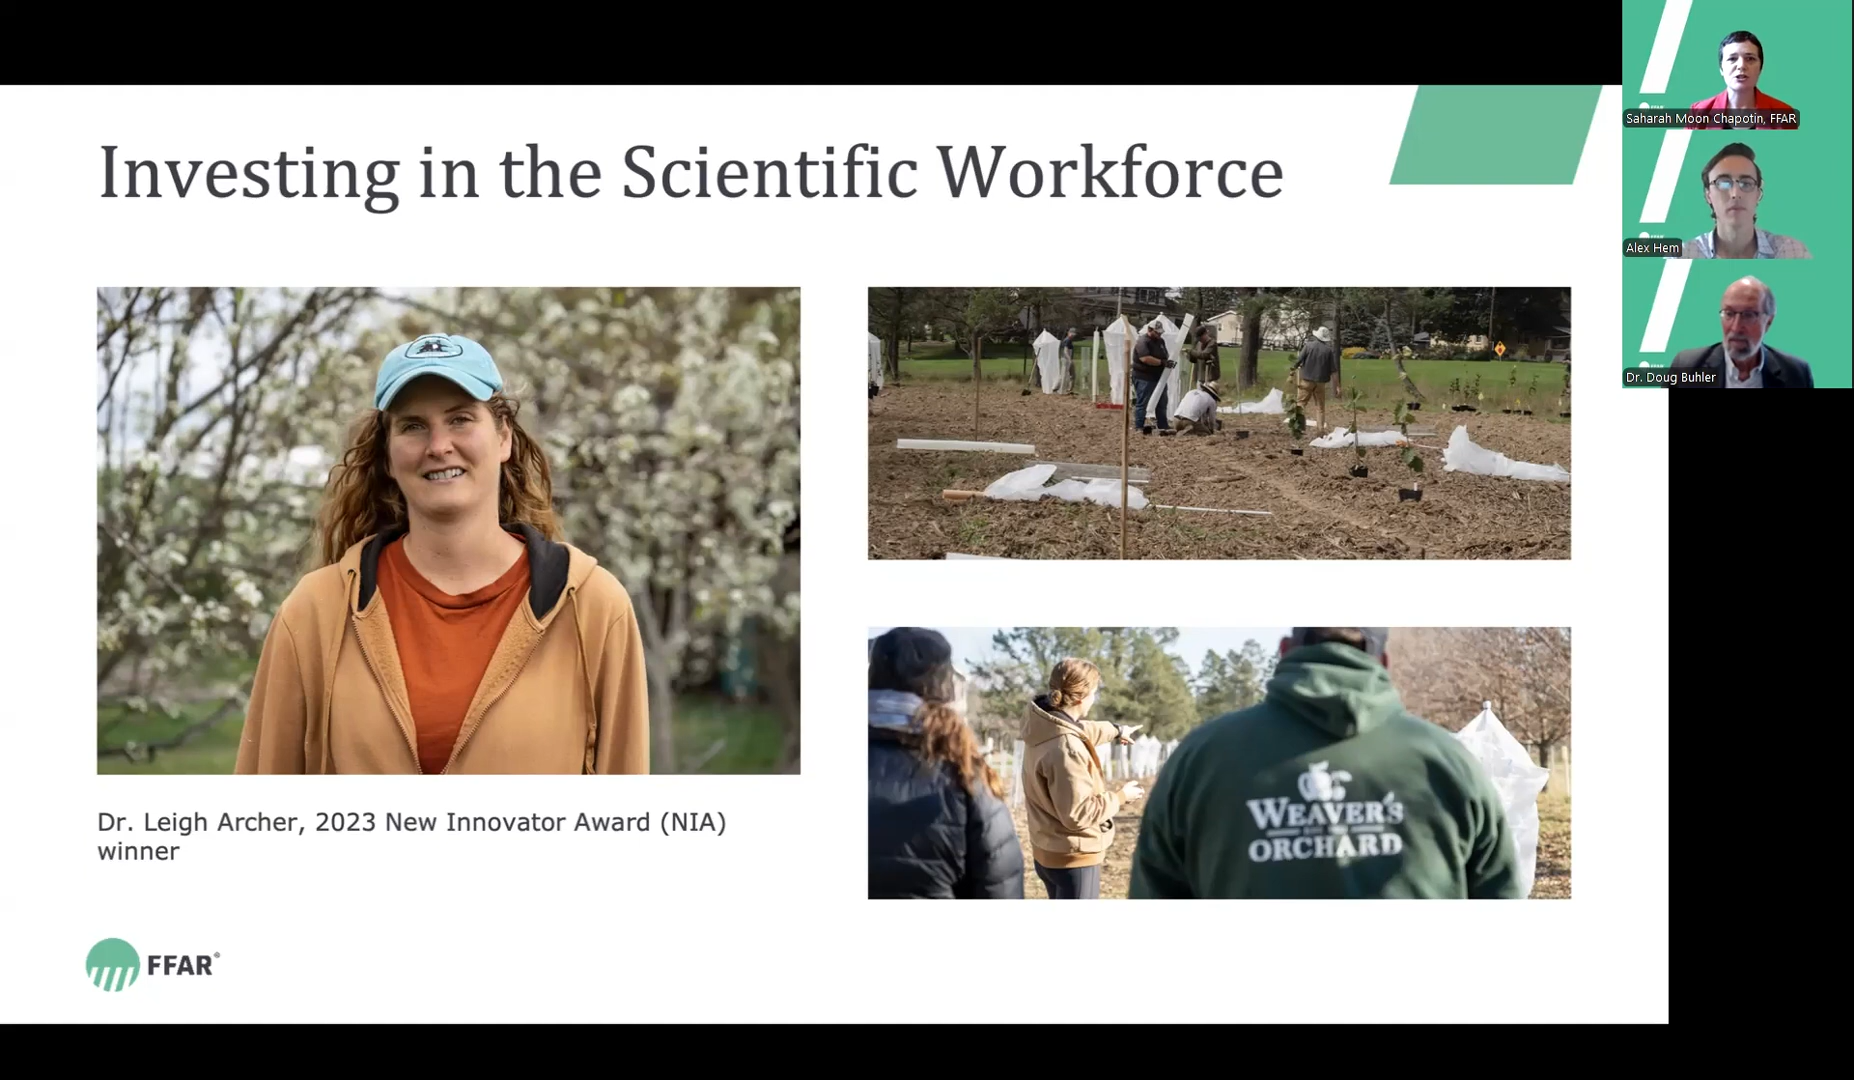 Investing in the Scientific Workforce
Saharah Moon Chapotin, FFAR
Alex Hem
Dr. Doug Buhler
WEAVER'S
ORCHARD
Dr. Leigh Archer, 2023 New Innovator Award (NIA)
winner
FFAR®